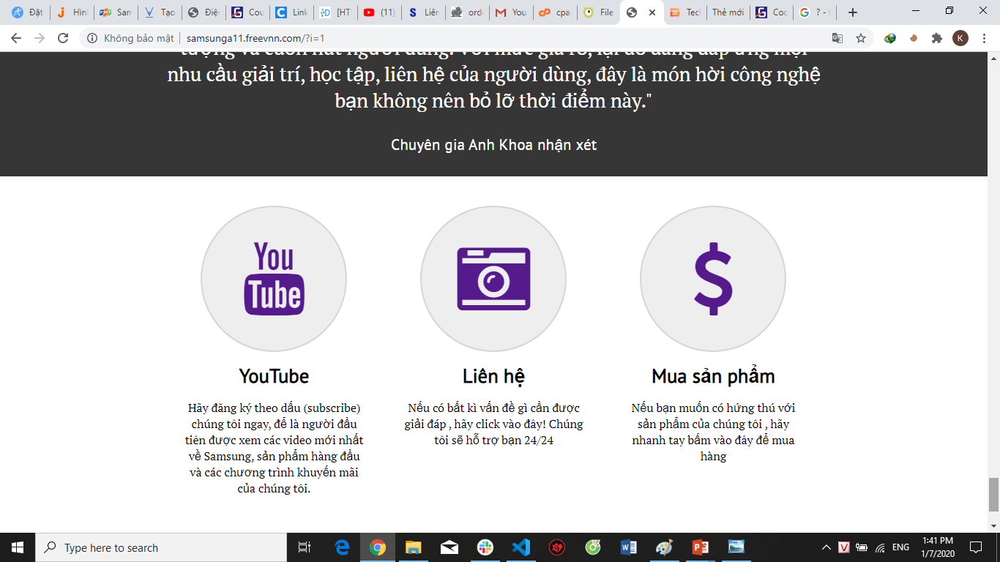 Đặt
Hình
Sam
Tạo
Điện
Cou
Link
[HT
(11)
Liên
ord
You
cpa
File
Tec
Thẻ mới
Coc
? -
Không bảo mật
samsunga11.freevnn.com/?i=1
K
nhu cầu giải trí, học tập, liên hệ của người dùng, đây là món hời công nghệ
bạn không nên bỏ lỡ thời điểm này."
Chuyên gia Anh Khoa nhận xét
You
Tube
$
YouTube
Hãy đăng ký theo dấu (subscribe)
chúng tôi ngay, để là người đầu
tiên được xem các video mới nhất
về Samsung, sản phẩm hàng đầu
và các chương trình khuyến mãi
của chúng tôi.
Liên hệ
Nếu có bất kì vấn đề gì cần được
giải đáp , hãy click vào đây! Chúng
tôi sẽ hỗ trợ bạn 24/24
Mua sản phẩm
Nếu bạn muốn có hứng thú với
sản phẩm của chúng tôi , hãy
nhanh tay bấm vào đây để mua
hàng
Type here to search
ENG
1:41 PM
1/7/2020